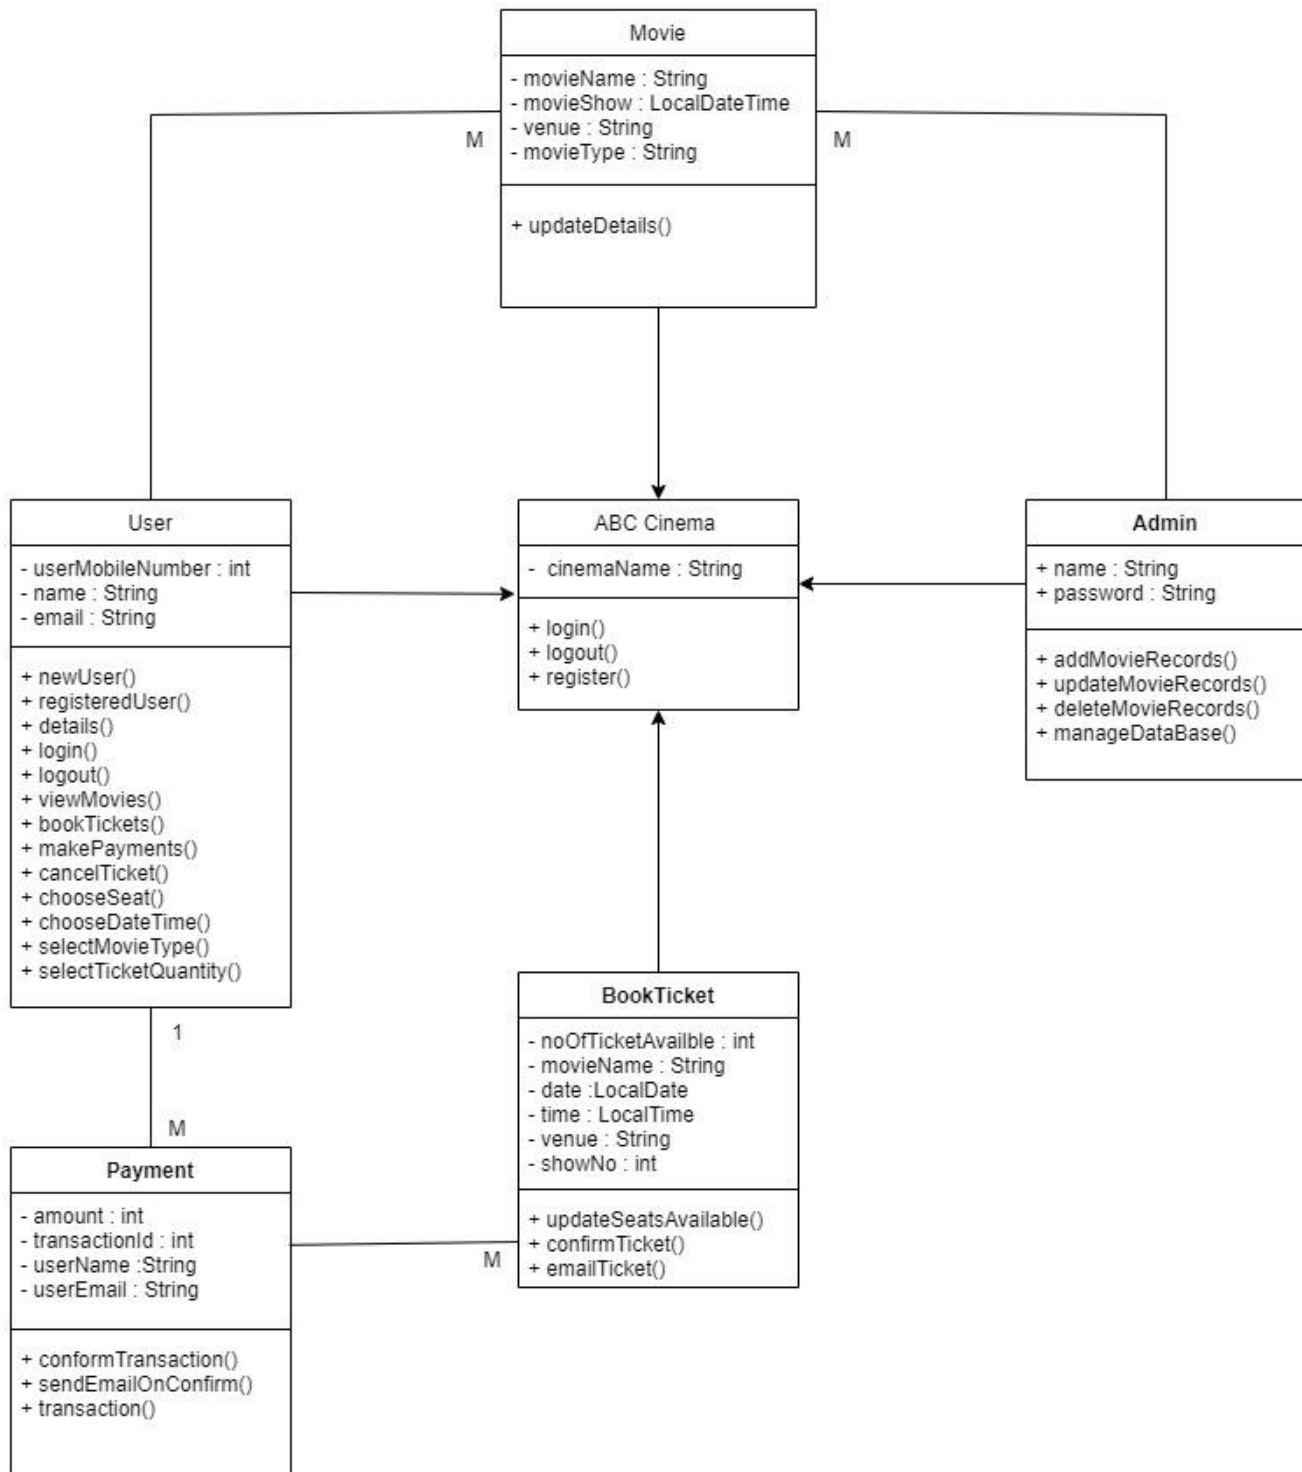 Movie
- movieName : String
- movieShow : LocalDateTime
- venue : String
- movieType : String
+ updateDetails()
M
M
User
- userMobileNumber : int
- name : String
- email : String
+ newUser()
+ registeredUser()
+ details()
+ login()
+ logout()
+ viewMovies()
+ bookTickets()
+ makePayments()
+ cancelTicket()
+ chooseSeat()
+ chooseDateTime()
+ selectMovieType()
+ selectTicketQuantity()
ABC Cinema
- cinemaName : String
+ login()
+ logout()
+ register()
Admin
+ name : String
+ password : String
+ addMovieRecords()
+ updateMovieRecords()
+ deleteMovieRecords()
+ manageDataBase()
1
M
BookTicket
- noOfTicketAvailble : int
- movieName : String
- date :LocalDate
- time : LocalTime
- venue : String
- showNo : int
+ updateSeatsAvailable()
+ confirmTicket()
+ emailTicket()
M
Payment
- amount : int
- transactionId : int
- userName :String
- userEmail : String
+ conformTransaction()
+ sendEmailOnConfirm()
+ transaction()